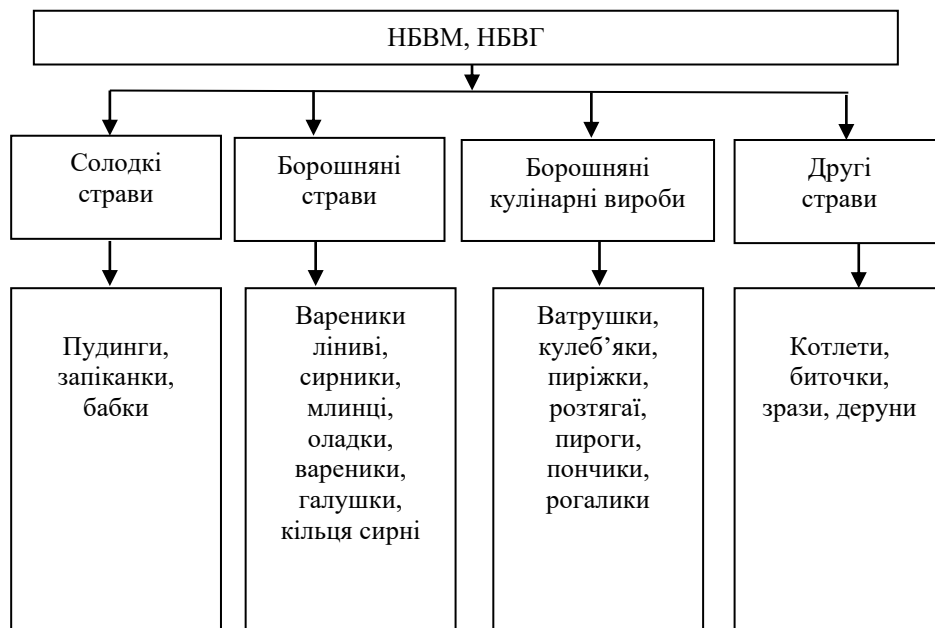 НБВМ, НБВГ
Солодкі
страви
Борошняні
страви
Борошняні
кулінарні вироби
Другі
страви
Пудинги,
запіканки,
бабки
Вареники
ліниві,
сирники,
млинці,
оладки,
вареники,
галушки,
кільця сирні
Ватрушки,
кулеб’яки,
пиріжки,
розтягаї,
пироги,
пончики,
рогалики
Котлети,
биточки,
зрази, деруни